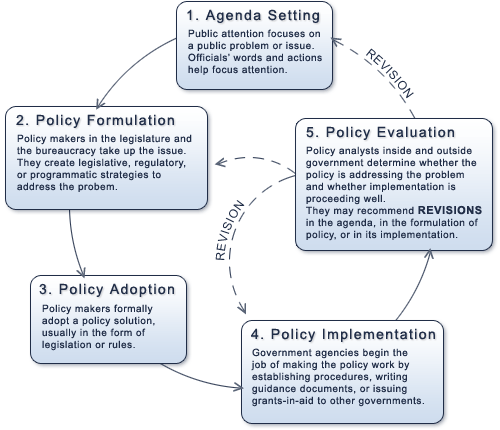 1. Agenda Setting
Public attention focuses on
a public problem or issue.
Officials' words and actions
help focus attention.
REVISION
2. Policy Formulation
Policy makers in the legislature and
the bureaucracy take up the issue.
They create legislative, regulatory,
or programmatic strategies to
address the probem.
5. Policy Evaluation
Policy analysts inside and outside
government determine whether the
policy is addressing the problem
and whether implementation is
proceeding well.
They may recommend REVISIONS
in the agenda, in the formulation of
policy, or in its implementation.
REVISION
3. Policy Adoption
Policy makers formally
adopt a policy solution,
usually in the form of
legislation or rules.
4. Policy Implementation
Government agencies begin the
job of making the policy work by
establishing procedures, writing
guidance documents, or issuing
grants-in-aid to other governments.